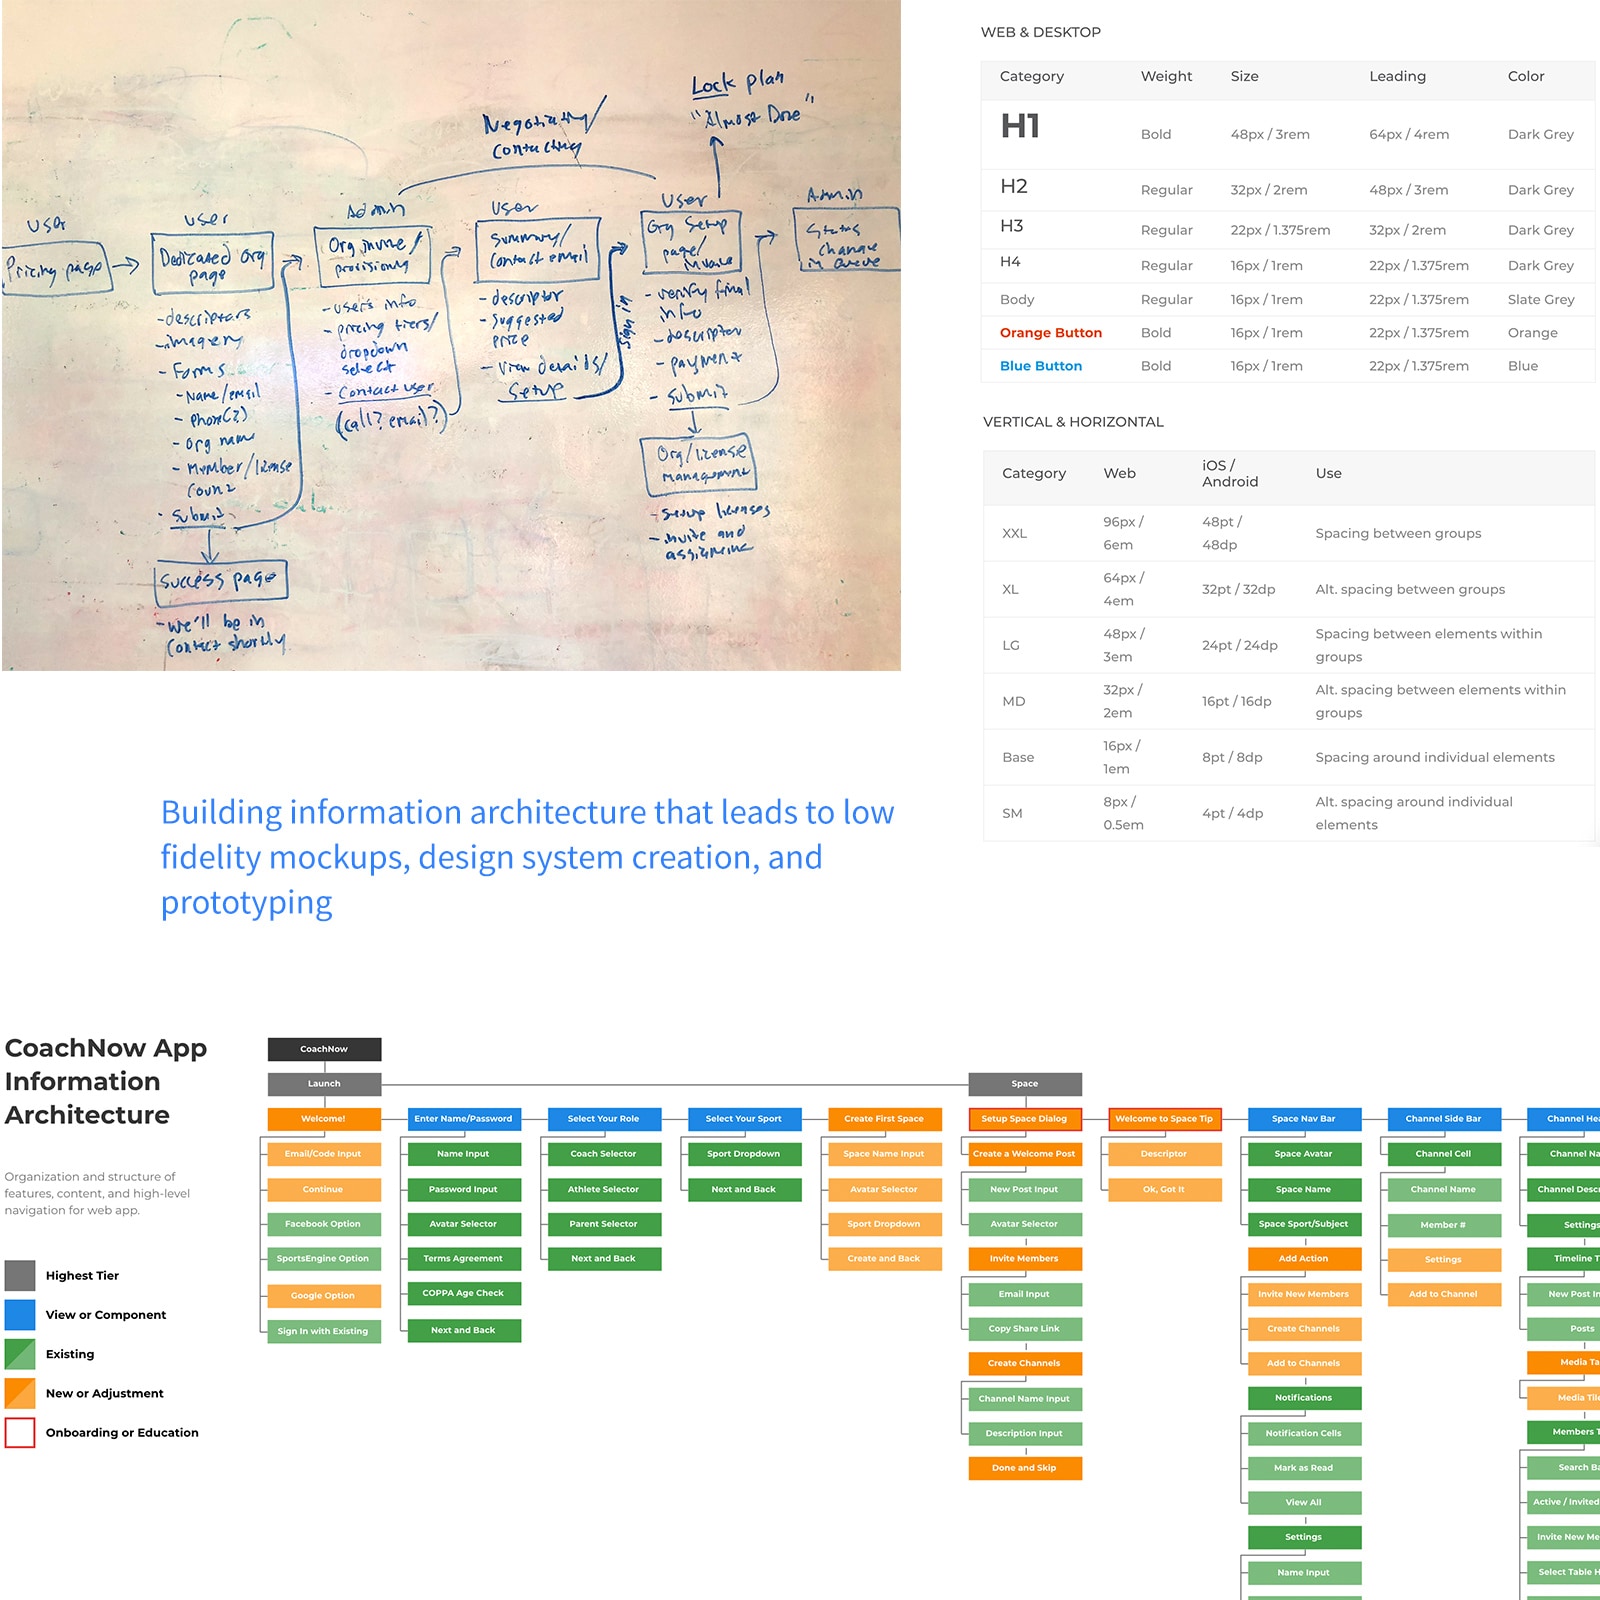 Lock plan
"Almost Done"
Negotiating/
Contacting
User
Pricing page
User
Dedicated Org
page
- descriptors
- imagery
- Forms
- Name/email
- phone(?)
- Org name
- Member/license
count
- Submit
Success page
- we'll be in
contact shortly
Admin
Org invoice/
provisioning
- users info
- pricing tiers/
dropdown
select
- Contact user
(call? email?)
User
Summary/
Contact email
- descriptor
- suggested
price
- view details/
Setup
sign in
User
Org Setup
page/
invoice
- verify final
info
- descriptor
- payment
- submit
Org/license
management
- setup licenses
- invite and
assigning
Admin
Status
change
in queue
WEB & DESKTOP
Category Weight Size Leading Color
H1 Bold 48px / 3rem 64px / 4rem Dark Grey
H2 Regular 32px / 2rem 48px / 3rem Dark Grey
H3 Regular 22px / 1.375rem 32px / 2rem Dark Grey
H4 Regular 16px / 1rem 22px / 1.375rem Dark Grey
Body Regular 16px / 1rem 22px / 1.375rem Slate Grey
Orange Button Bold 16px / 1rem 22px / 1.375rem Orange
Blue Button Bold 16px / 1rem 22px / 1.375rem Blue
VERTICAL & HORIZONTAL
Category Web iOS / Android Use
XXL 96px / 6em 48pt / 48dp Spacing between groups
XL 64px / 4em 32pt / 32dp Alt. spacing between groups
LG 48px / 3em 24pt / 24dp Spacing between elements within groups
MD 32px / 2em 16pt / 16dp Alt. spacing between elements within groups
Base 16px / 1em 8pt / 8dp Spacing around individual elements
SM 8px / 0.5em 4pt / 4dp Alt. spacing around individual elements
Building information architecture that leads to low
fidelity mockups, design system creation, and
prototyping
CoachNow App
Information
Architecture
Organization and structure of
features, content, and high-level
navigation for web app.
Highest Tier
View or Component
Existing
New or Adjustment
Onboarding or Education
CoachNow
Launch
Space
Welcome!
Email/Code Input
Continue
Facebook Option
SportsEngine Option
Google Option
Sign In with Existing
Enter Name/Password
Name Input
Password Input
Avatar Selector
Terms Agreement
COPPA Age Check
Next and Back
Select Your Role
Coach Selector
Athlete Selector
Parent Selector
Next and Back
Select Your Sport
Sport Dropdown
Next and Back
Create First Space
Space Name Input
Avatar Selector
Sport Dropdown
Create and Back
Setup Space Dialog
Create a Welcome Post
New Post Input
Avatar Selector
Invite Members
Email Input
Copy Share Link
Create Channels
Channel Name Input
Description Input
Done and Skip
Welcome to Space Tip
Descriptor
Ok, Got It
Space Nav Bar
Space Avatar
Space Name
Space Sport/Subject
Add Action
Invite New Members
Create Channels
Add to Channels
Notifications
Notification Cells
Mark as Read
View All
Settings
Name Input
Channel Side Bar
Channel Cell
Channel Name
Member #
Settings
Add to Channel
Channel Hea
Channel Na
Channel Descr
Settings
Timeline T
New Post In
Posts
Media Ta
Media Tile
Members T
Search Ba
Active / Invited
Invite New Me
Select Table H